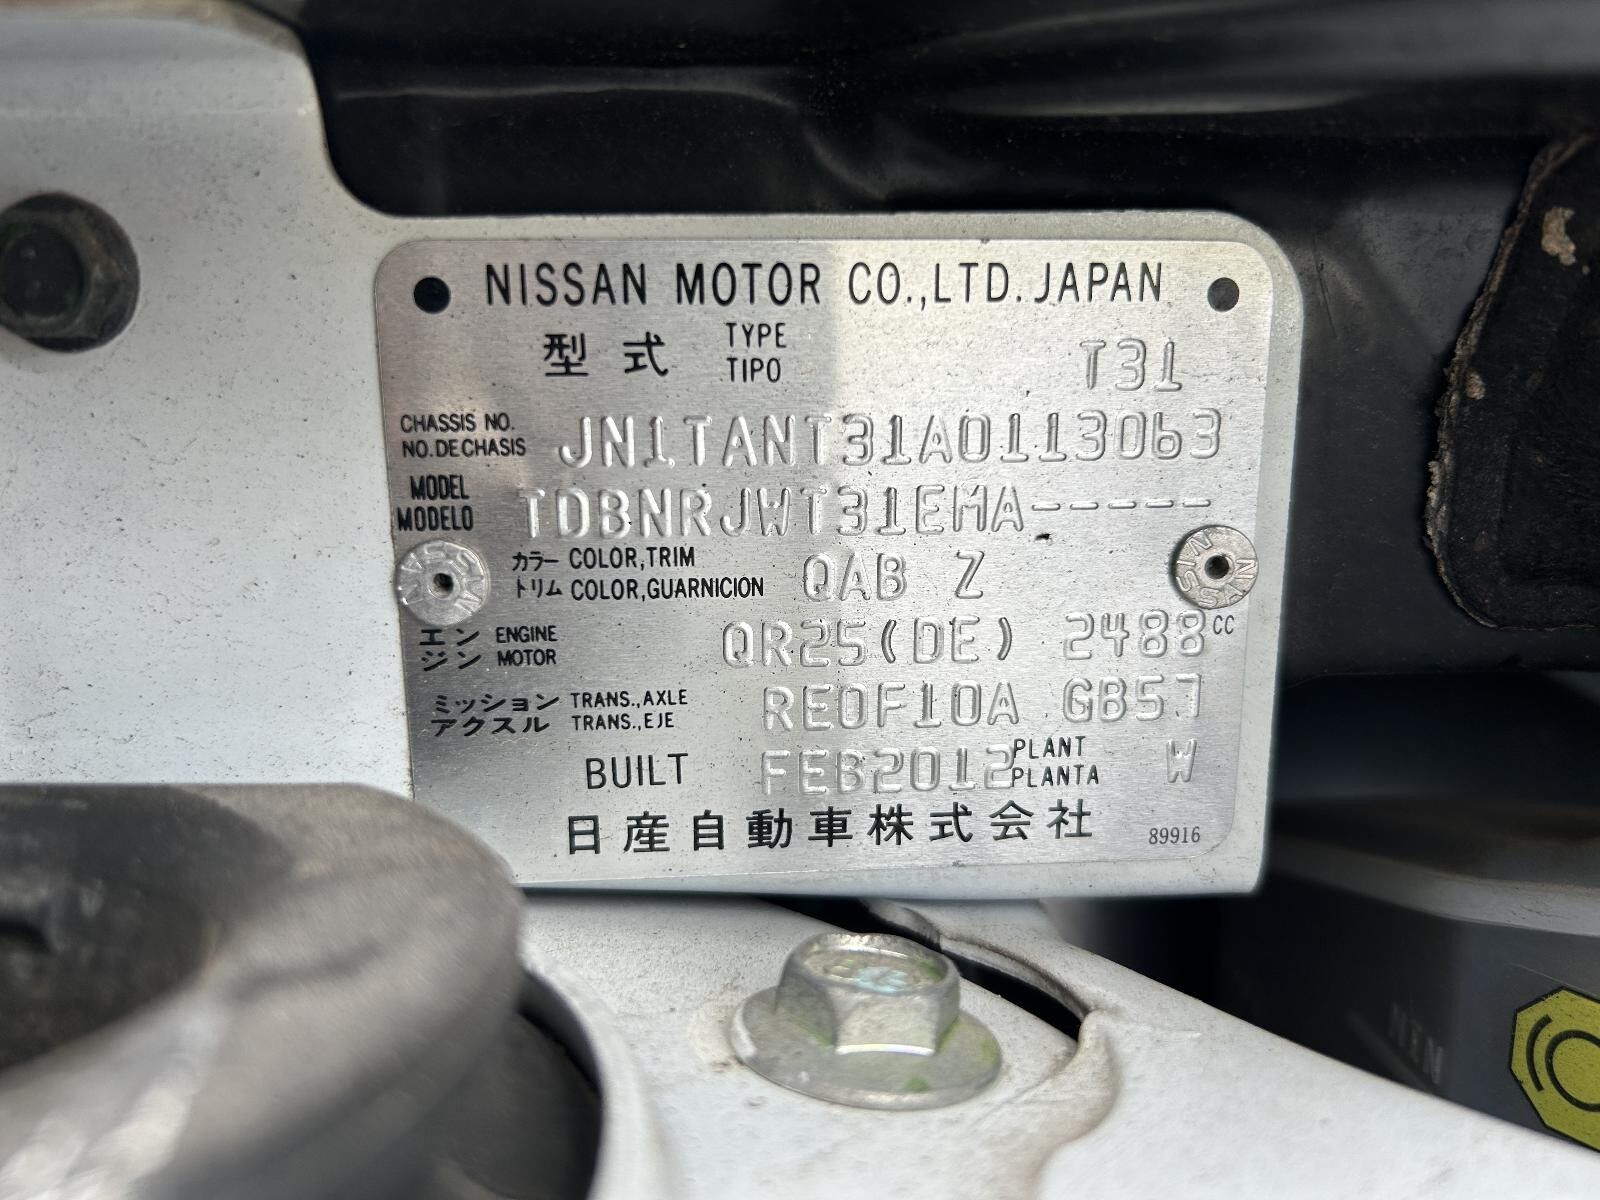 NISSAN MOTOR CO.,LTD. JAPAN
型式 TYPE TIPO T31
CHASSIS NO. NO. DE CHASIS JN1TANT31A0113063
MODEL MODELO TDBNRJWT31EMA-----
カラー COLOR, TRIM
トリム COLOR, GUARNICIÓN QAB Z
エンジン ENGINE MOTOR QR25(DE) 2488 CC
ミッション TRANS., AXLE
アクスル TRANS., EJE RE0F10A GB57
BUILT FEB2012 PLANT PLANTA W
日産自動車株式会社 89916